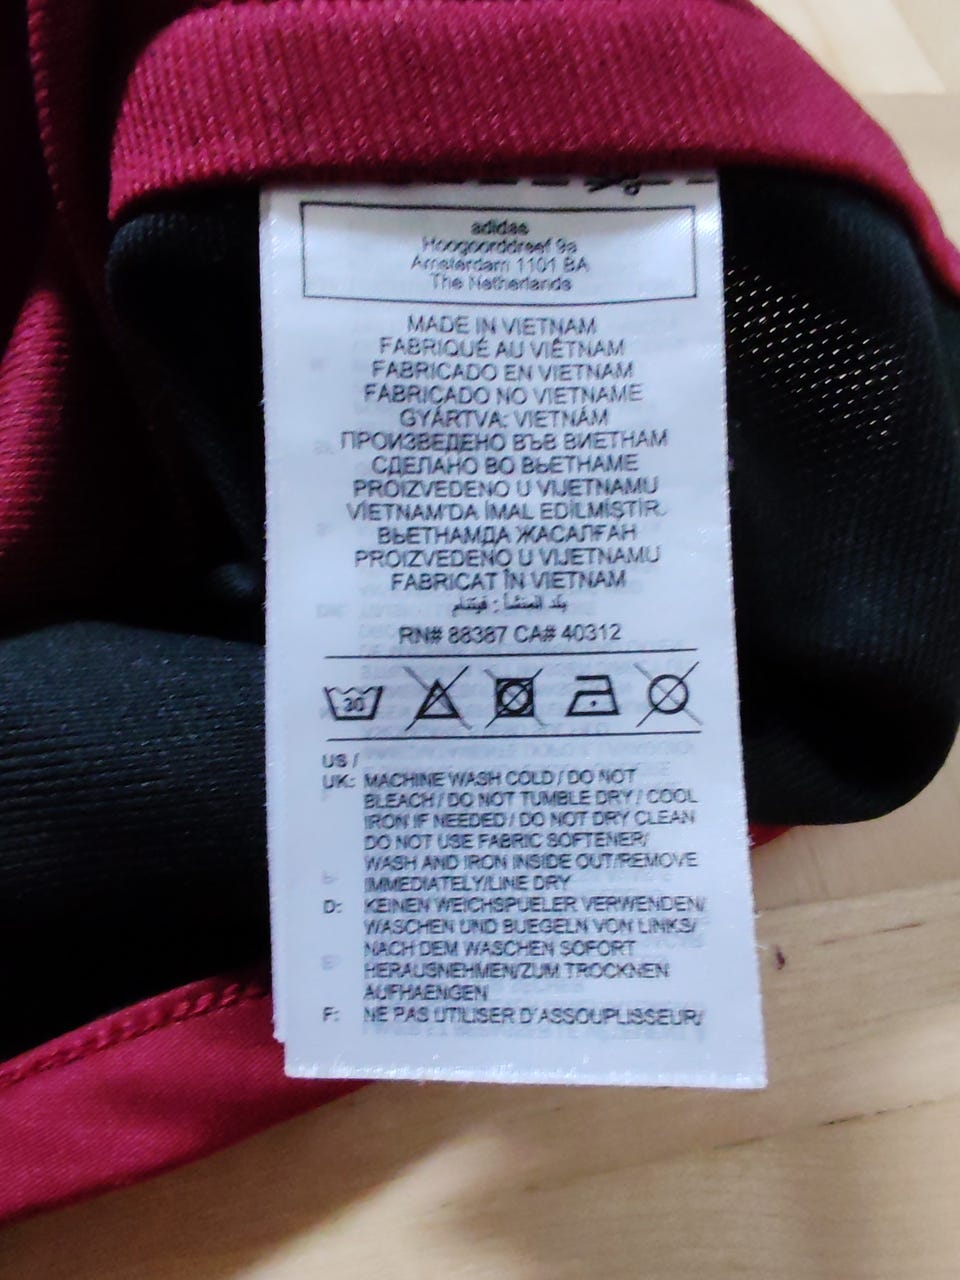 adidas
Hoogoorddreef 9a
Amsterdam 1101 BA
The Netherlands
MADE IN VIETNAM
FABRIQUÉ AU VIÊTNAM
FABRICADO EN VIETNAM
FABRICADO NO VIETNAME
GYÁRTVA: VIETNÁM
ПРОИЗВЕДЕНО ВЪВ ВИЕТНАМ
СДЕЛАНО ВО ВЬЕТНАМЕ
PROIZVEDENO U VIJETNAMU
VİETNAM'DA İMAL EDİLMİŞTİR.
ВЬЕТНАМДА ЖАСАЛҒАН
PROIZVEDENO U VIJETNAMU
FABRICAT ÎN VIETNAM
بلد المنشأ : فيتنام
RN# 88387 CA# 40312
30
US /
UK: MACHINE WASH COLD / DO NOT
BLEACH / DO NOT TUMBLE DRY / COOL
IRON IF NEEDED / DO NOT DRY CLEAN
DO NOT USE FABRIC SOFTENER/
WASH AND IRON INSIDE OUT/REMOVE
IMMEDIATELY/LINE DRY
D: KEINEN WEICHSPUELER VERWENDEN/
WASCHEN UND BUEGELN VON LINKS/
NACH DEM WASCHEN SOFORT
HERAUSNEHMEN/ZUM TROCKNEN
AUFHAENGEN
F: NE PAS UTILISER D'ASSOUPLISSEUR/